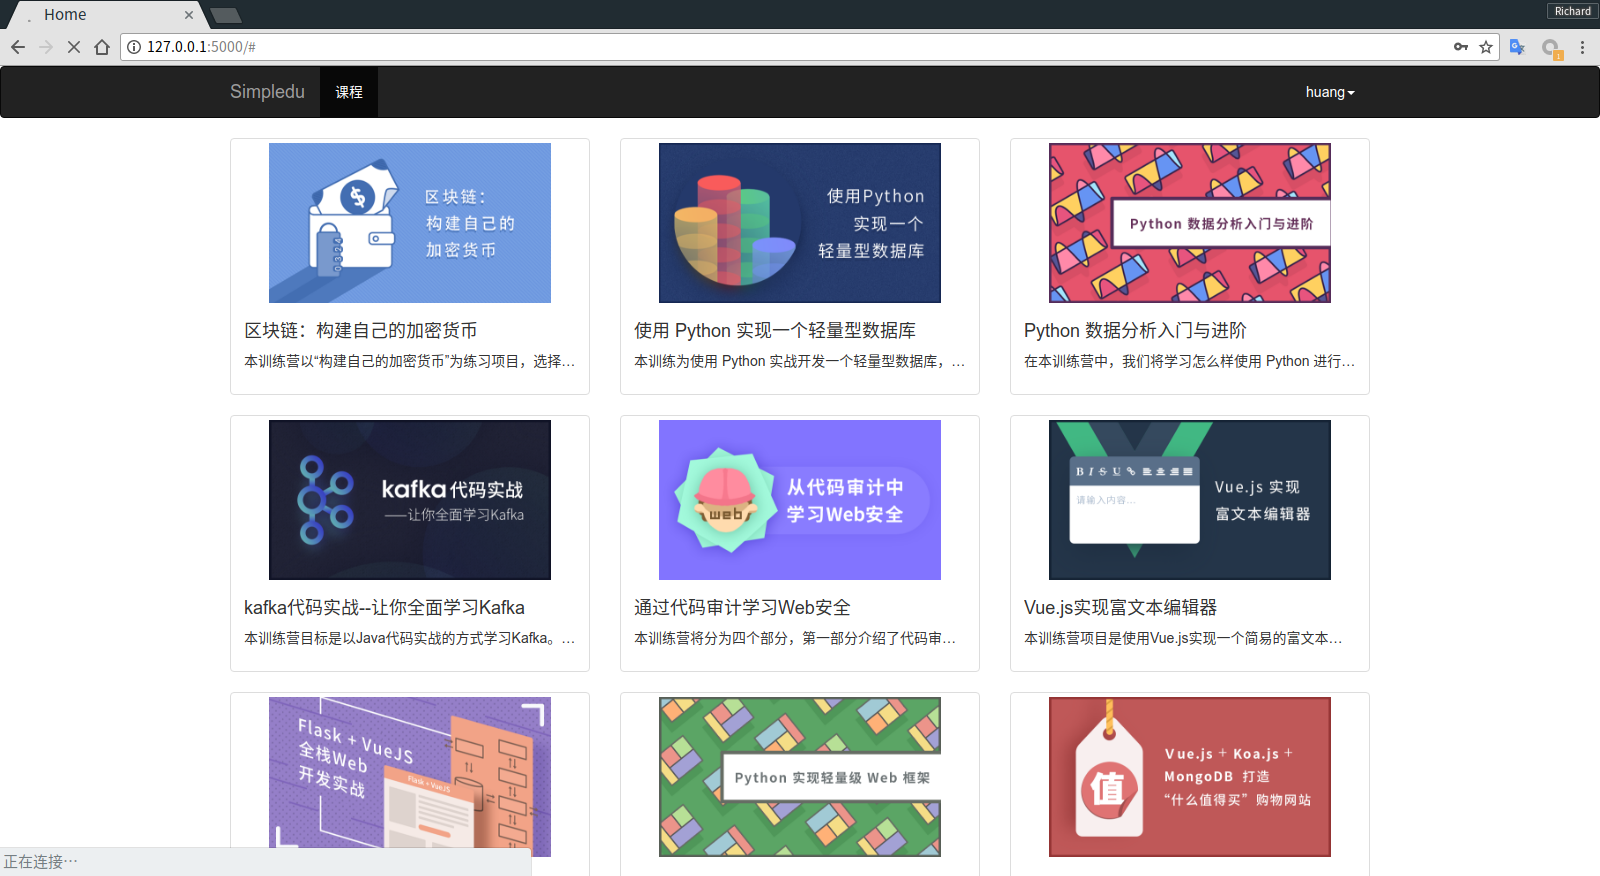 Home
Richard
127.0.0.1:5000/#
Simpledu
课程
huang
区块链：
构建自己的
加密货币
使用Python
实现一个
轻量型数据库
Python 数据分析入门与进阶
区块链：构建自己的加密货币
本训练营以“构建自己的加密货币”为练习项目，选择…
使用 Python 实现一个轻量型数据库
本训练为使用 Python 实战开发一个轻量型数据库，…
Python 数据分析入门与进阶
在本训练营中，我们将学习怎么样使用 Python 进行…
kafka代码实战
——让你全面学习Kafka
web
从代码审计中
学习Web安全
B I S U
请输入内容...
Vue.js 实现
富文本编辑器
kafka代码实战--让你全面学习Kafka
本训练营目标是以Java代码实战的方式学习Kafka。…
通过代码审计学习Web安全
本训练营将分为四个部分，第一部分介绍了代码审…
Vue.js实现富文本编辑器
本训练营项目是使用Vue.js实现一个简易的富文本…
Flask + VueJS
全栈Web
开发实战
Flask + VueJS
Python 实现轻量级 Web 框架
值
Vue.js + Koa.js +
MongoDB 打造
“什么值得买”购物网站
正在连接…